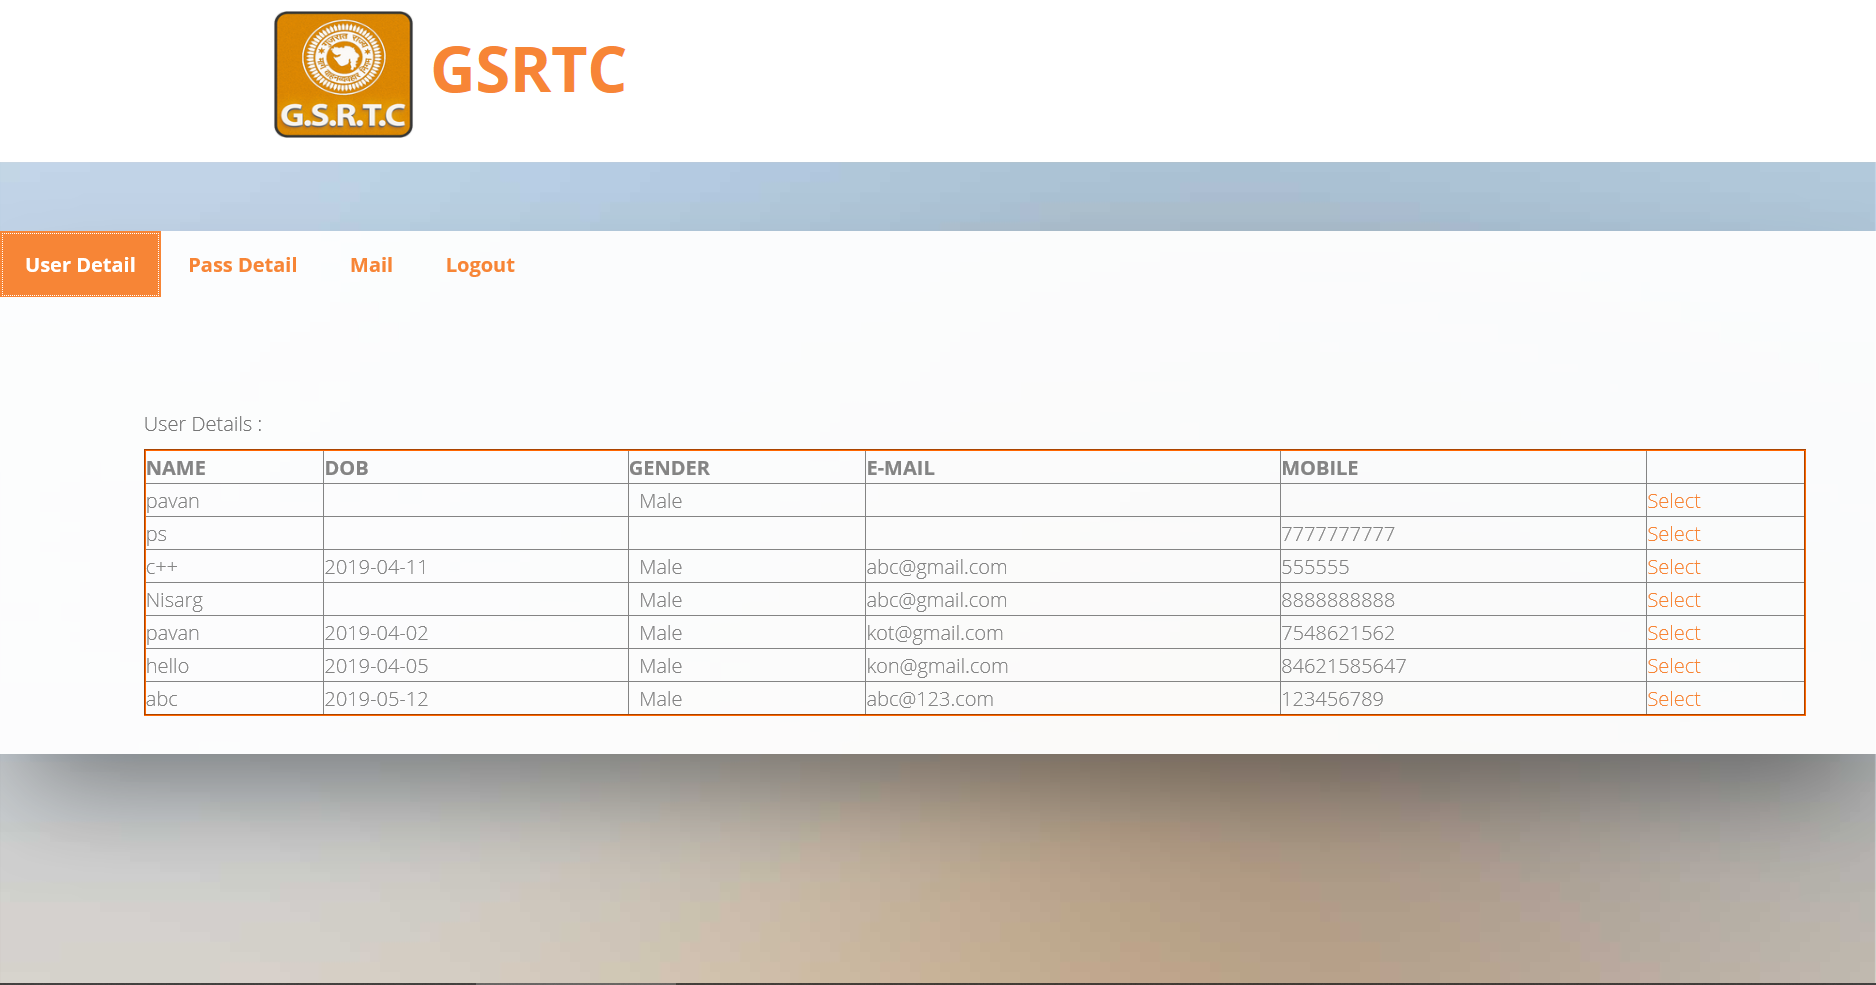 G.S.R.T.C
GSRTC
User Detail Pass Detail Mail Logout
User Details :
NAME DOB GENDER E-MAIL MOBILE
pavan Male Select
ps 7777777777 Select
c++ 2019-04-11 Male abc@gmail.com 555555 Select
Nisarg Male abc@gmail.com 8888888888 Select
pavan 2019-04-02 Male kot@gmail.com 7548621562 Select
hello 2019-04-05 Male kon@gmail.com 84621585647 Select
abc 2019-05-12 Male abc@123.com 123456789 Select